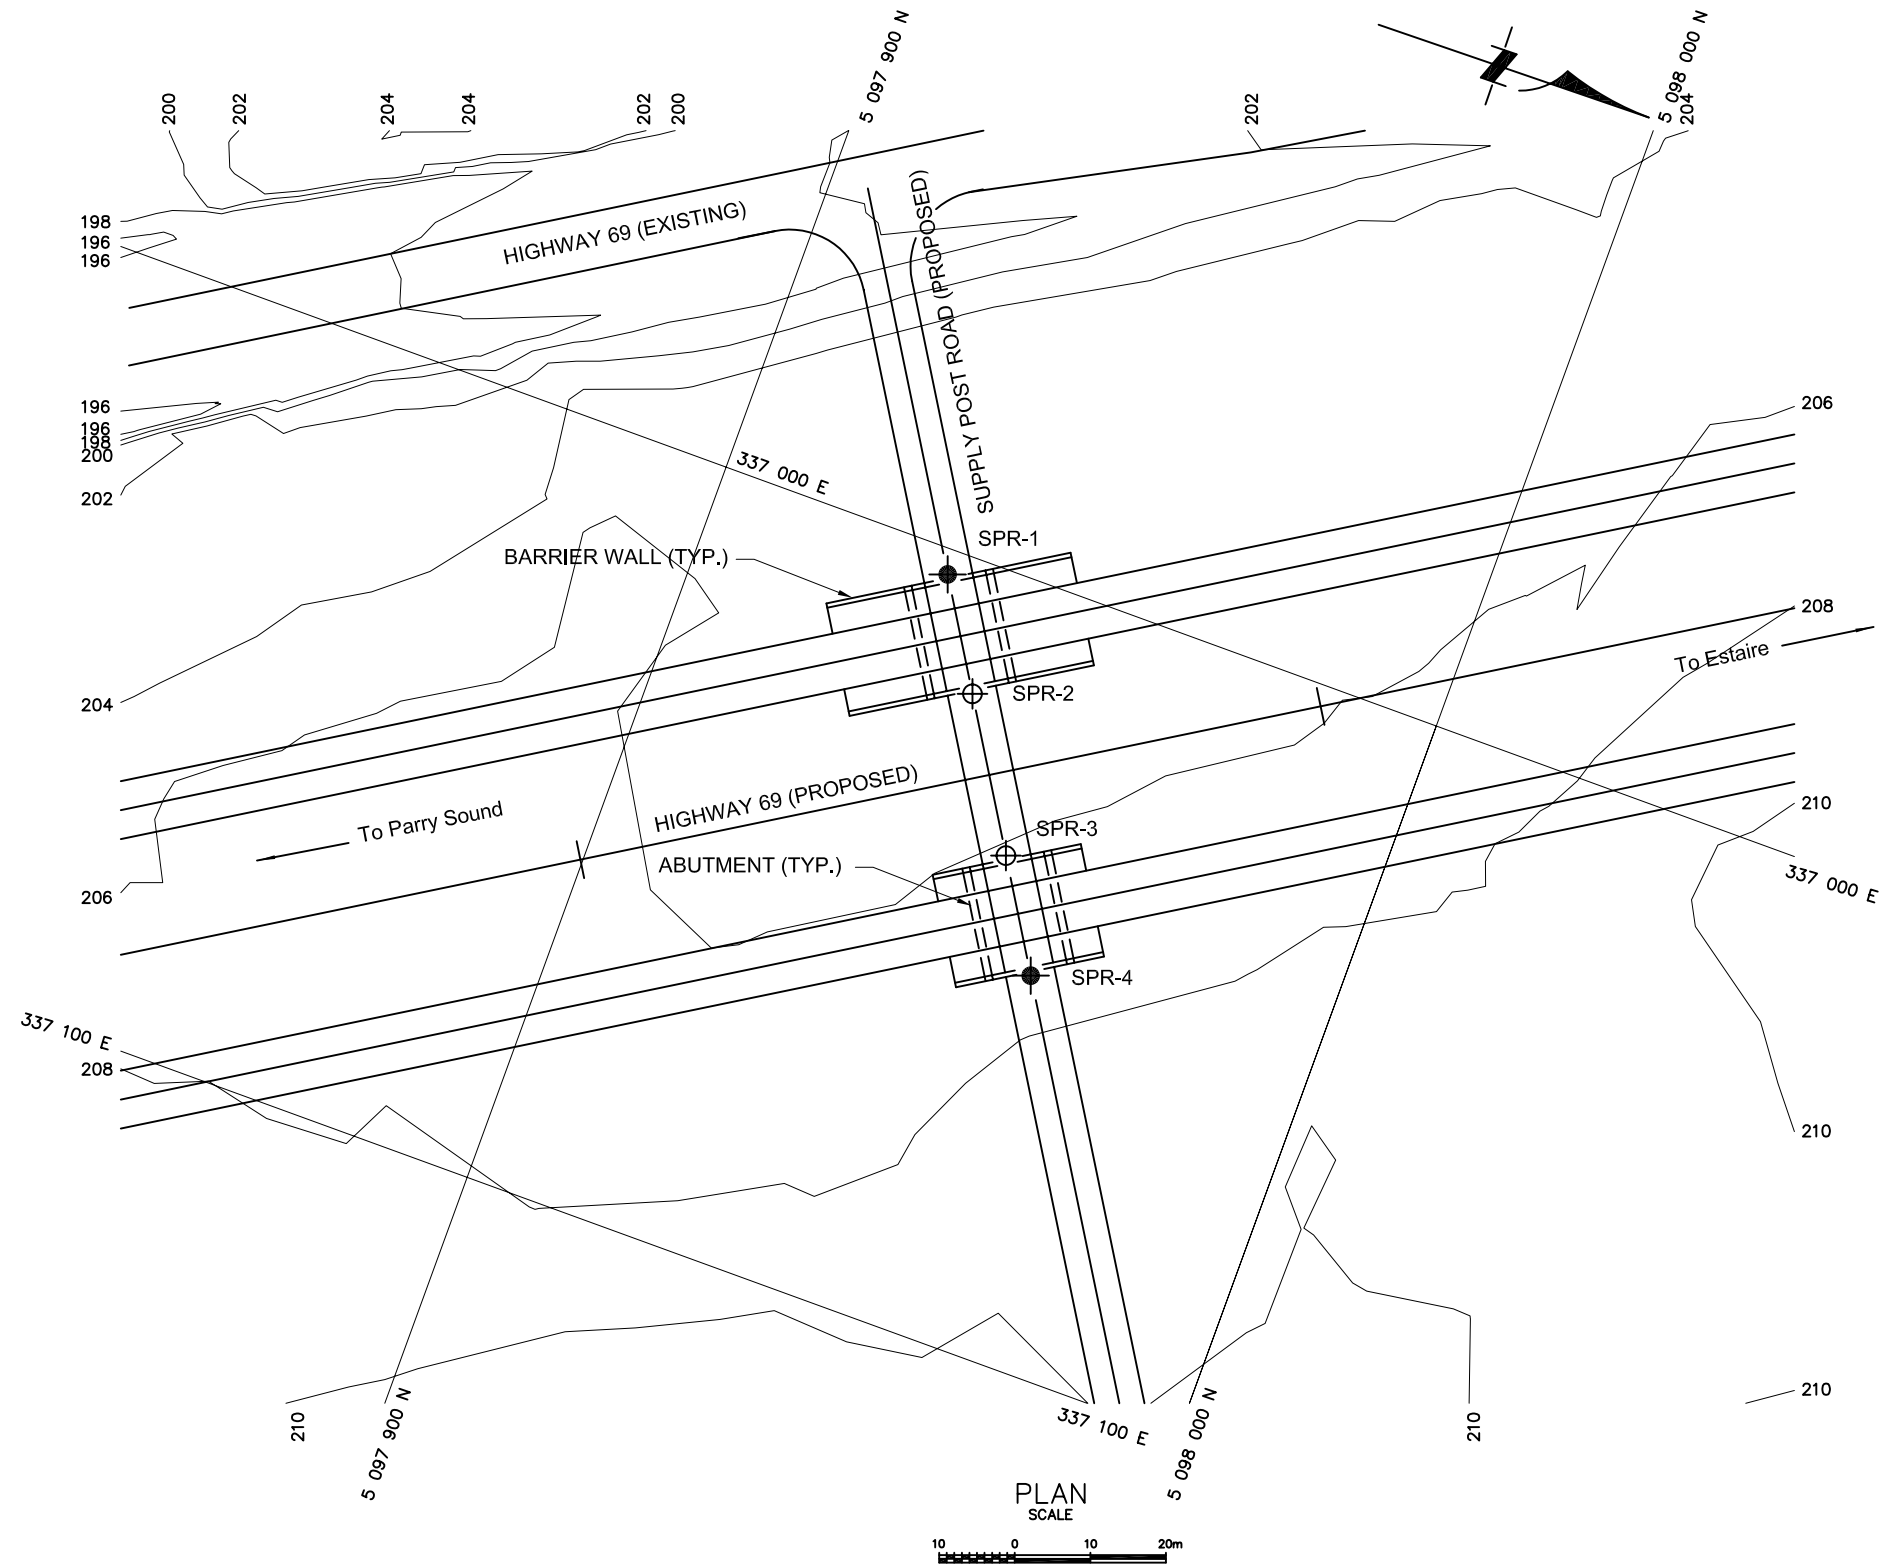 5 097 900 N
5 098 000 N
200
202
204
204
202
200
202
204
198
196
196
HIGHWAY 69 (EXISTING)
SUPPLY POST ROAD (PROPOSED)
196
196
198
200
202
206
337 000 E
SPR-1
BARRIER WALL (TYP.)
208
To Estaire
SPR-2
204
HIGHWAY 69 (PROPOSED)
To Parry Sound
210
SPR-3
ABUTMENT (TYP.)
206
337 000 E
SPR-4
337 100 E
208
210
210
210
5 097 900 N
337 100 E
5 098 000 N
210
PLAN
SCALE
10 0 10 20m